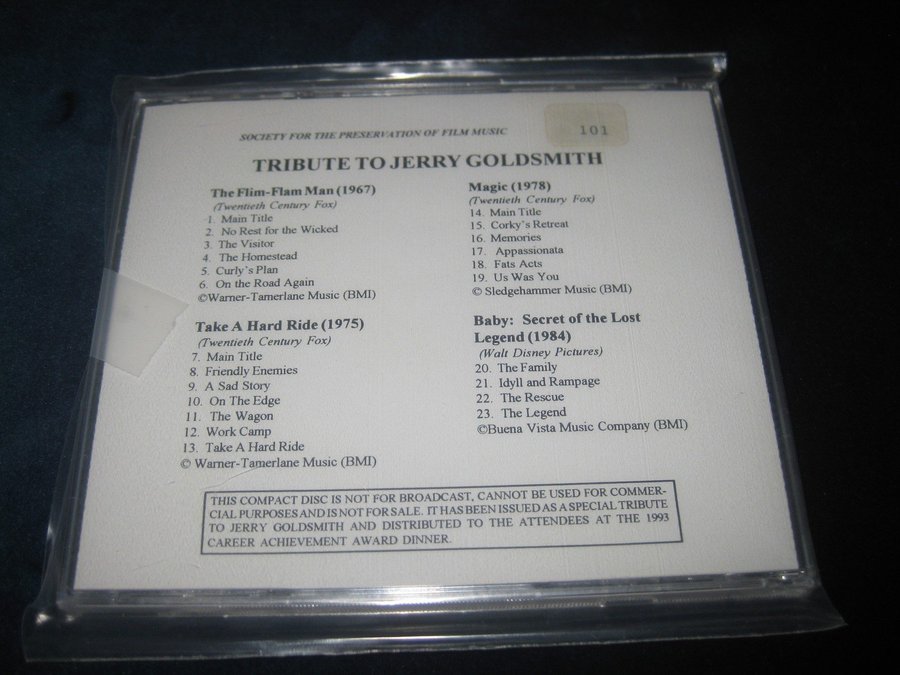 SOCIETY FOR THE PRESERVATION OF FILM MUSIC
101
TRIBUTE TO JERRY GOLDSMITH
The Flim-Flam Man (1967)
(Twentieth Century Fox)
1. Main Title
2. No Rest for the Wicked
3. The Visitor
4. The Homestead
5. Curly's Plan
6. On the Road Again
©Warner-Tamerlane Music (BMI)
Take A Hard Ride (1975)
(Twentieth Century Fox)
7. Main Title
8. Friendly Enemies
9. A Sad Story
10. On The Edge
11. The Wagon
12. Work Camp
13. Take A Hard Ride
© Warner-Tamerlane Music (BMI)
Magic (1978)
(Twentieth Century Fox)
14. Main Title
15. Corky's Retreat
16. Memories
17. Appassionata
18. Fats Acts
19. Us Was You
© Sledgehammer Music (BMI)
Baby: Secret of the Lost
Legend (1984)
(Walt Disney Pictures)
20. The Family
21. Idyll and Rampage
22. The Rescue
23. The Legend
©Buena Vista Music Company (BMI)
THIS COMPACT DISC IS NOT FOR BROADCAST, CANNOT BE USED FOR COMMER-
CIAL PURPOSES AND IS NOT FOR SALE. IT HAS BEEN ISSUED AS A SPECIAL TRIBUTE
TO JERRY GOLDSMITH AND DISTRIBUTED TO THE ATTENDEES AT THE 1993
CAREER ACHIEVEMENT AWARD DINNER.